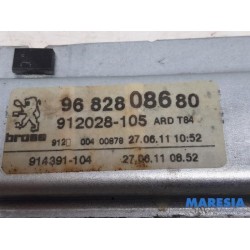 96 828 086 80
912028-105 ARD T84
brose
912 004 00878 27.06.11 10:52
914391-104 27.06.11 08:52
MARESIA